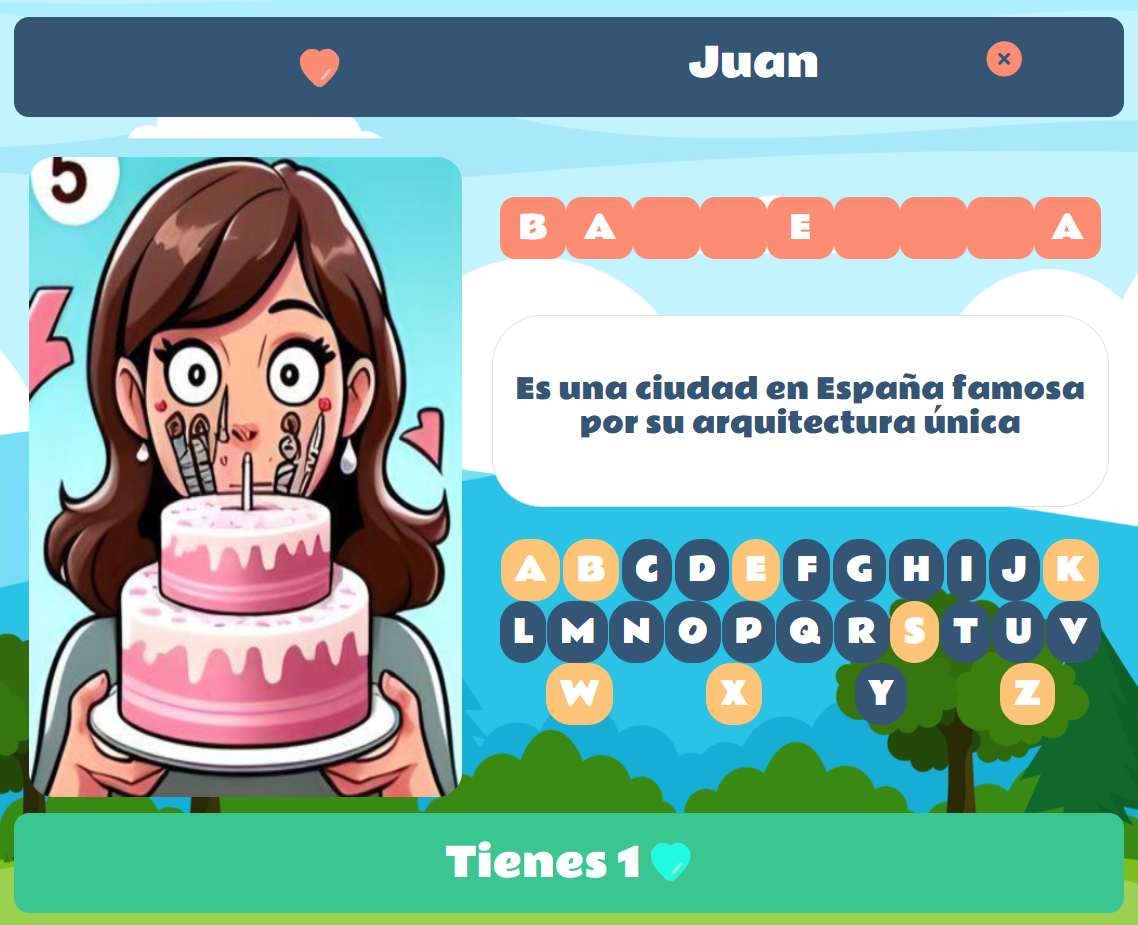 Juan
5
B A E A
Es una ciudad en España famosa
por su arquitectura única
A B C D E F G H I J K
L M N O P Q R S T U V
W X Y Z
Tienes 1